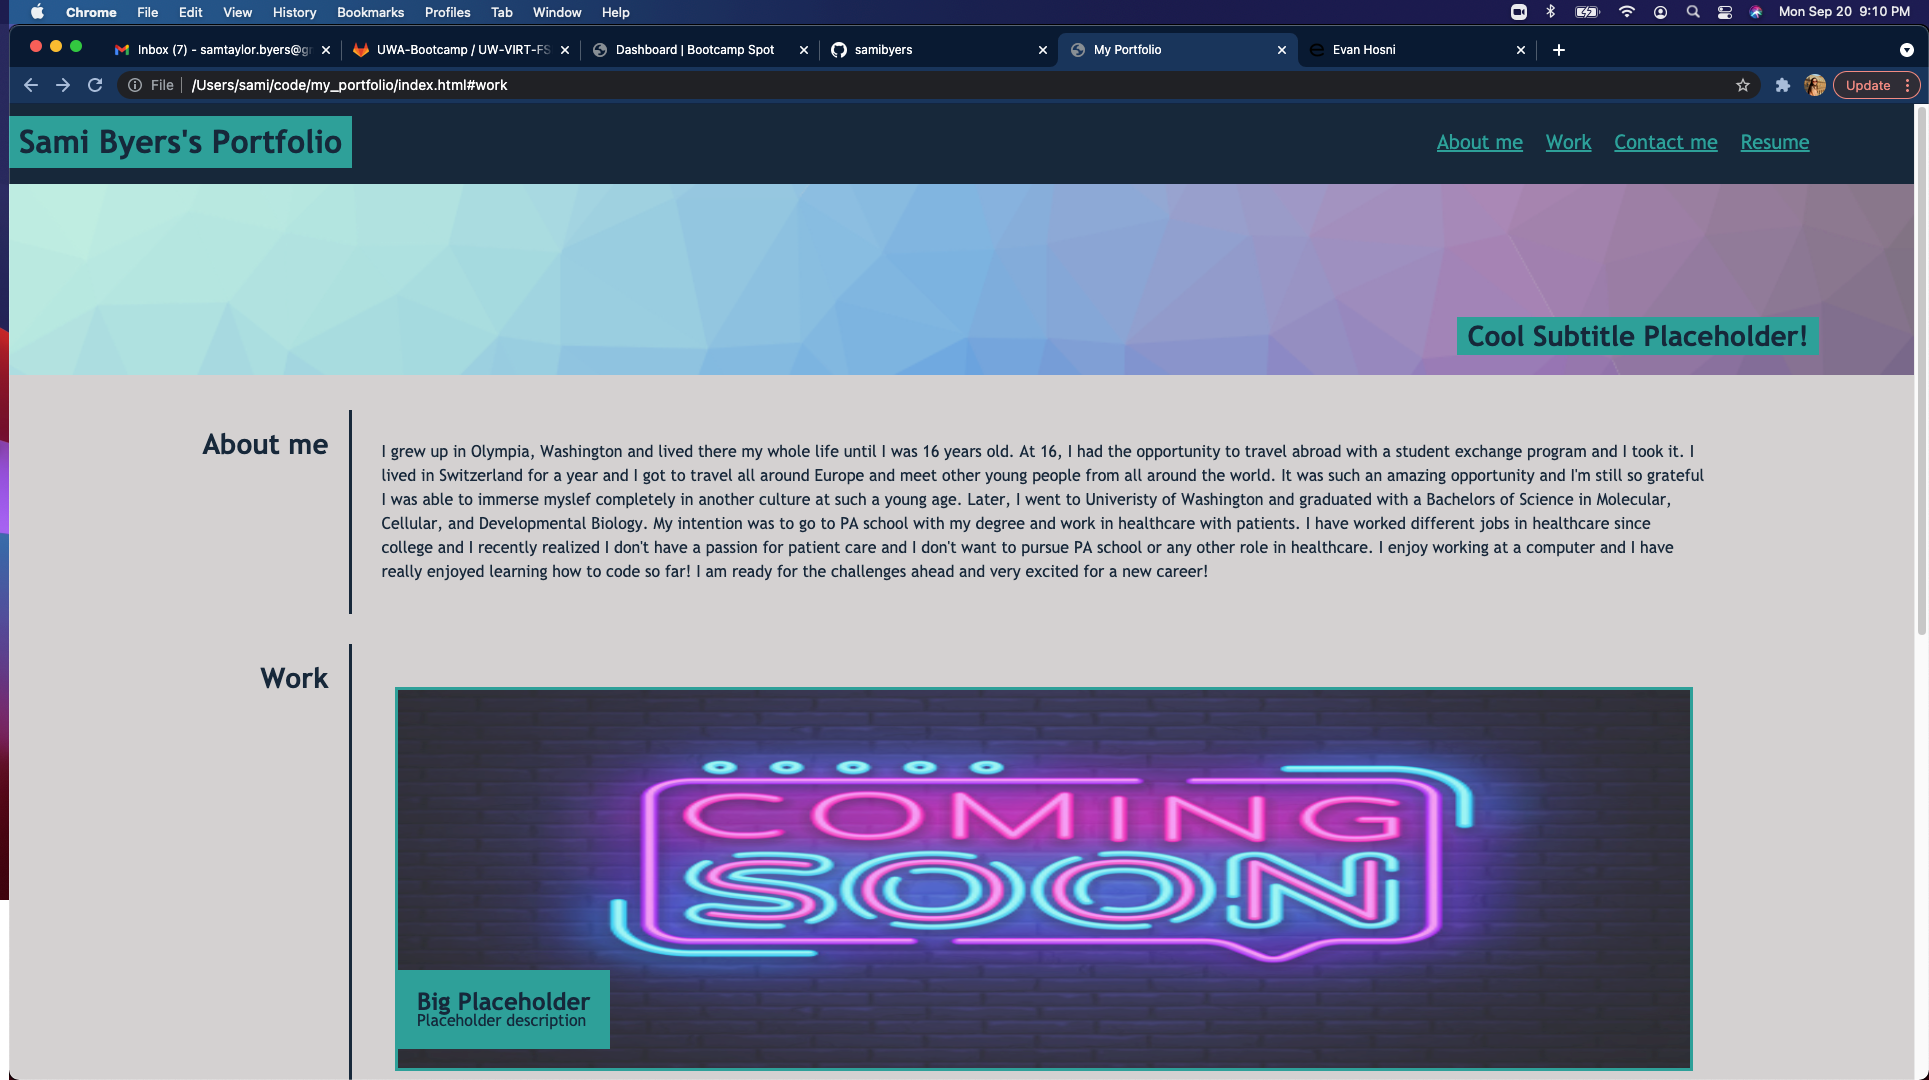 Chrome File Edit View History Bookmarks Profiles Tab Window Help Mon Sep 20 9:10 PM
Inbox (7) - samtaylor.byers@g UWA-Bootcamp / UW-VIRT-FS Dashboard | Bootcamp Spot samibyers My Portfolio Evan Hosni
File /Users/sami/code/my_portfolio/index.html#work Update
Sami Byers's Portfolio About me Work Contact me Resume
Cool Subtitle Placeholder!
About me
I grew up in Olympia, Washington and lived there my whole life until I was 16 years old. At 16, I had the opportunity to travel abroad with a student exchange program and I took it. I
lived in Switzerland for a year and I got to travel all around Europe and meet other young people from all around the world. It was such an amazing opportunity and I'm still so grateful
I was able to immerse myslef completely in another culture at such a young age. Later, I went to Univeristy of Washington and graduated with a Bachelors of Science in Molecular,
Cellular, and Developmental Biology. My intention was to go to PA school with my degree and work in healthcare with patients. I have worked different jobs in healthcare since
college and I recently realized I don't have a passion for patient care and I don't want to pursue PA school or any other role in healthcare. I enjoy working at a computer and I have
really enjoyed learning how to code so far! I am ready for the challenges ahead and very excited for a new career!
Work
COMING
SOON
Big Placeholder
Placeholder description